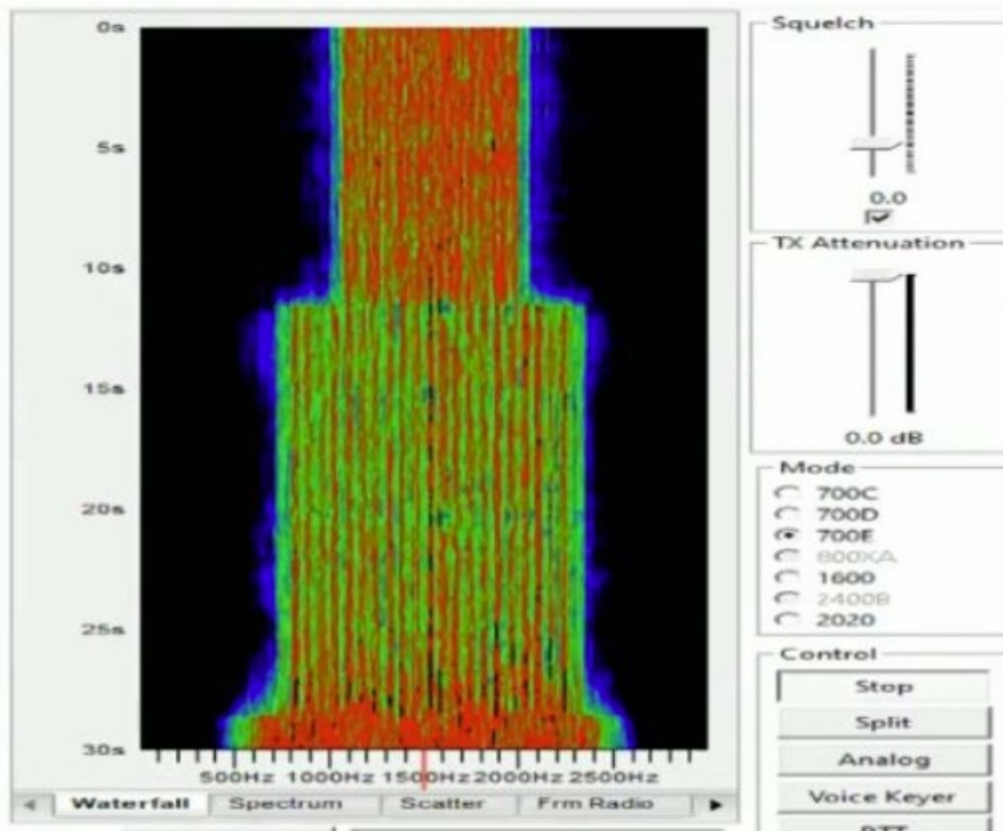 Squelch
0s
5s
10s
15s
20s
25s
30s
500Hz 1000Hz 1500Hz 2000Hz 2500Hz
Waterfall Spectrum Scatter Frm Radio
0.0
TX Attenuation
0.0 dB
Mode
700C
700D
700E
800XA
1600
2400B
2020
Control
Stop
Split
Analog
Voice Keyer
PTT